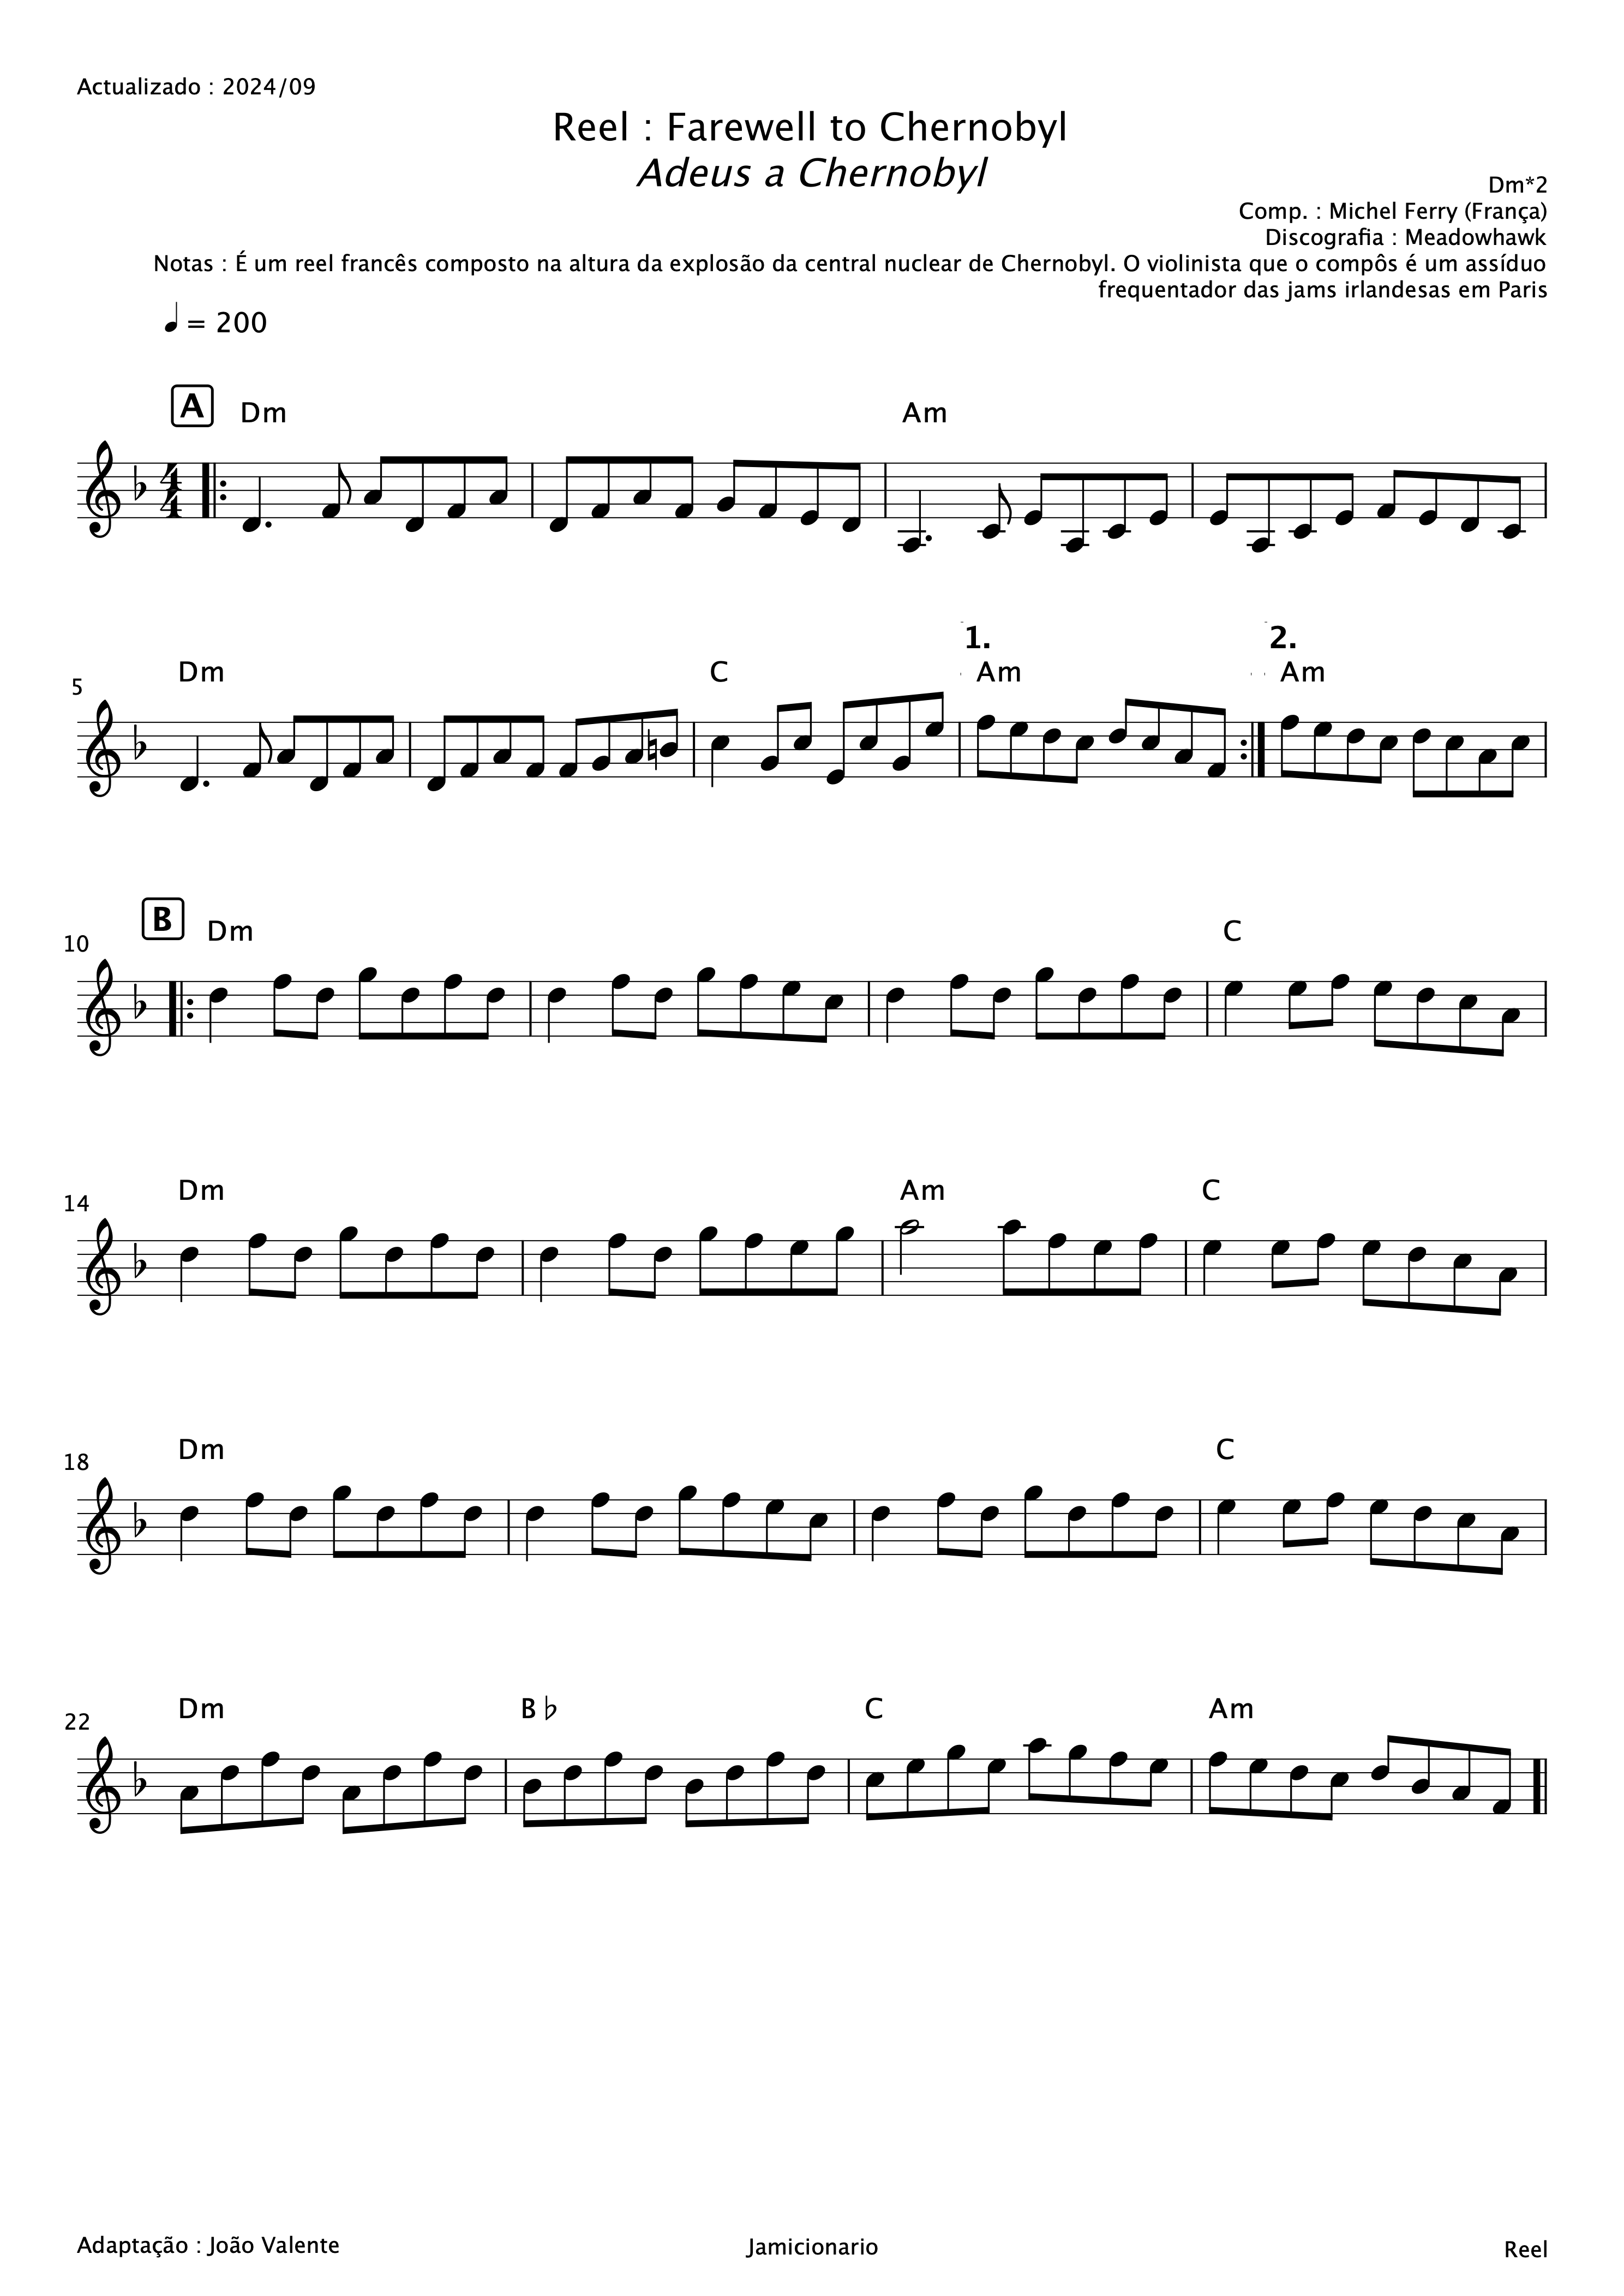 Actualizado : 2024/09
Reel : Farewell to Chernobyl
Adeus a Chernobyl
Dm*2
Comp. : Michel Ferry (França)
Discografia : Meadowhawk
Notas : É um reel francês composto na altura da explosão da central nuclear de Chernobyl. O violinista que o compôs é um assíduo
frequentador das jams irlandesas em Paris
= 200
A Dm Am
4
4
1. 2.
5 Dm C Am Am
B
10 Dm C
14 Dm Am C
18 Dm C
22 Dm B♭ C Am
Adaptação : João Valente Jamicionario Reel